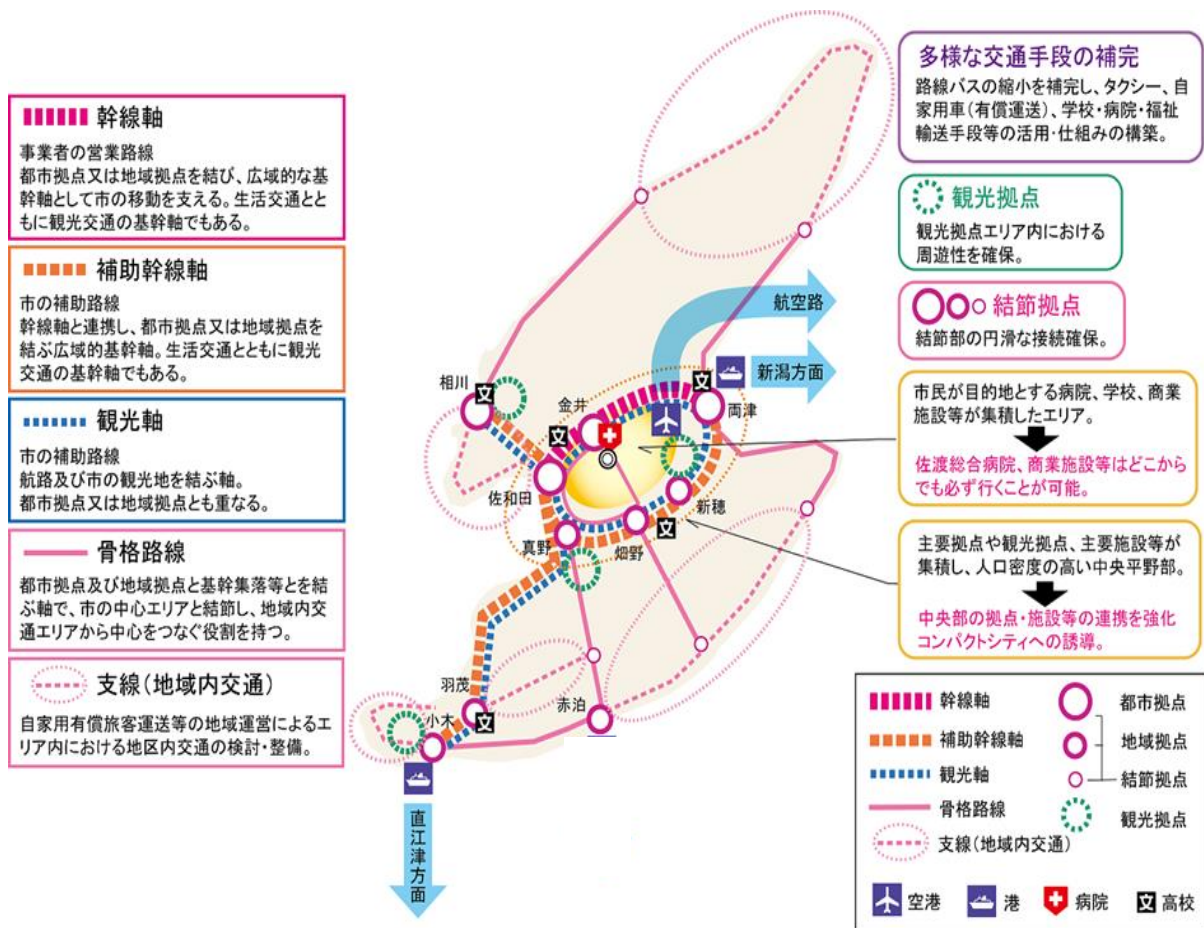 幹線軸
事業者の営業路線
都市拠点又は地域拠点を結び、広域的な基
幹軸として市の移動を支える。生活交通とと
もに観光交通の基幹軸でもある。
補助幹線軸
市の補助路線
幹線軸と連携し、都市拠点又は地域拠点を
結ぶ広域的基幹軸。生活交通とともに観光
交通の基幹軸でもある。
観光軸
市の補助路線
航路及び市の観光地を結ぶ軸。
都市拠点又は地域拠点とも重なる。
骨格路線
都市拠点及び地域拠点と基幹集落等とを結
ぶ軸で、市の中心エリアと結節し、地域内交
通エリアから中心をつなぐ役割を持つ。
支線(地域内交通)
自家用有償旅客運送等の地域運営によるエ
リア内における地区内交通の検討・整備。
航空路
新潟方面
相川
文
金井
文
文
両津
佐和田
新穂
真野
畑野
文
羽茂
文
小木
赤泊
直江津方面
多様な交通手段の補完
路線バスの縮小を補完し、タクシー、自
家用車(有償運送)、学校・病院・福祉
輸送手段等の活用・仕組みの構築。
観光拠点
観光拠点エリア内における
周遊性を確保。
結節拠点
結節部の円滑な接続確保。
市民が目的地とする病院、学校、商業
施設等が集積したエリア。
佐渡総合病院、商業施設等はどこから
でも必ず行くことが可能。
主要拠点や観光拠点、主要施設等が
集積し、人口密度の高い中央平野部。
中央部の拠点・施設等の連携を強化
コンパクトシティへの誘導。
幹線軸
都市拠点
補助幹線軸
地域拠点
観光軸
結節拠点
骨格路線
観光拠点
支線(地域内交通)
空港
港
病院
文 高校